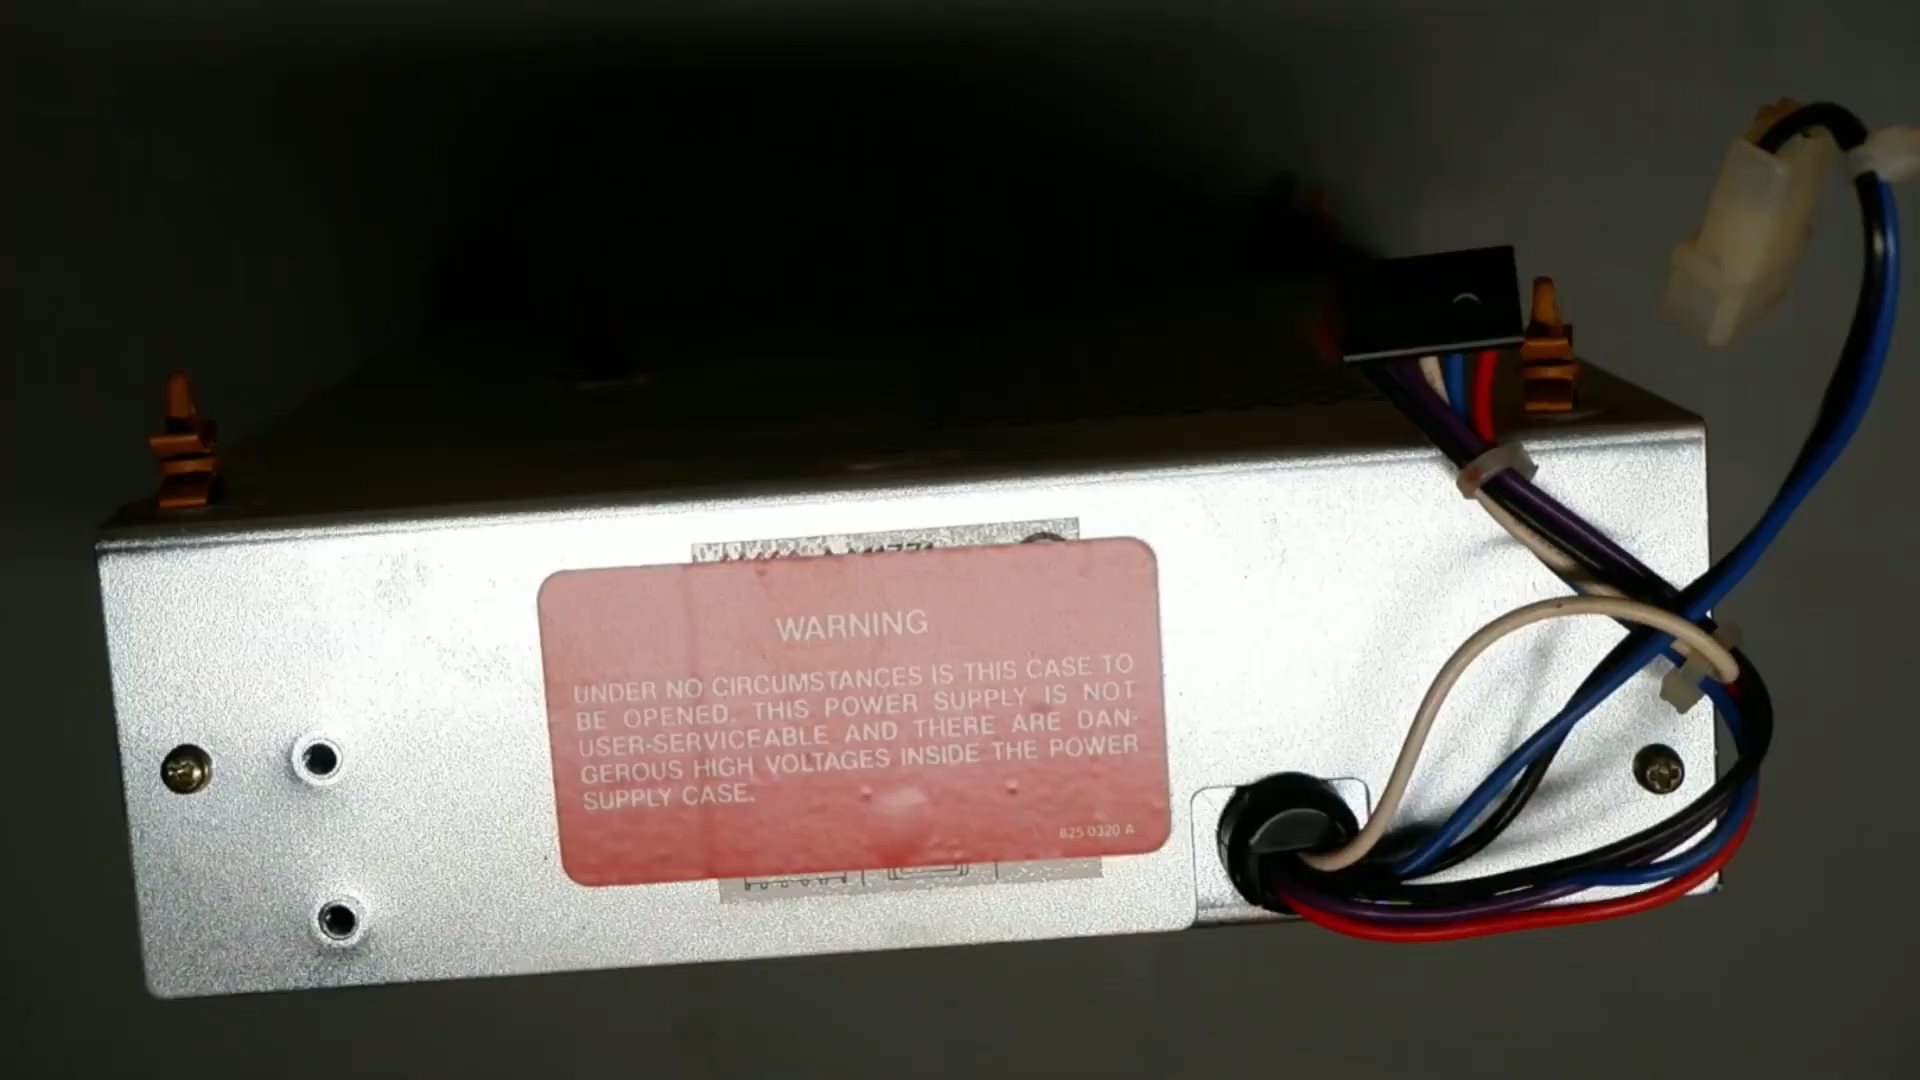 WARNING
UNDER NO CIRCUMSTANCES IS THIS CASE TO
BE OPENED. THIS POWER SUPPLY IS NOT
USER-SERVICEABLE AND THERE ARE DAN-
GEROUS HIGH VOLTAGES INSIDE THE POWER
SUPPLY CASE.
825 0320 A